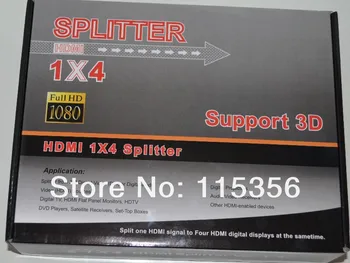 SPLITTER
HDMI
1X4
Full HD
1080
Support 3D
HDMI 1X4 Splitter
Application:
Store No: 115356
Digital TV, HDMI Flat Panel Monitors, HDTV
DVD Players, Satellite Receivers, Set-Top Boxes
Other HDMI-enabled devices.
Split one HDMI signal to Four HDMI digital displays at the sametime.